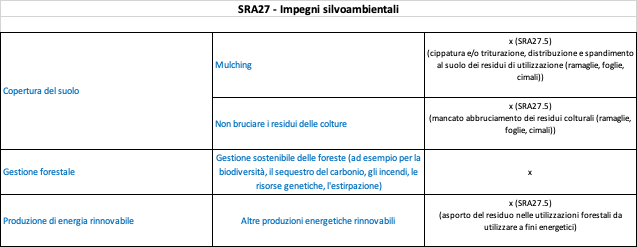 SRA27 - Impegni silvoambientali
Copertura del suolo
Mulching
x (SRA27.5)
(cippatura e/o triturazione, distribuzione e spandimento
al suolo dei residui di utilizzazione (ramaglie, foglie,
cimali))
Non bruciare i residui delle colture
x (SRA27.5)
(mancato abbruciamento dei residui colturali (ramaglie,
foglie, cimali))
Gestione forestale
Gestione sostenibile delle foreste (ad esempio per la
biodiversità, il sequestro del carbonio, gli incendi, le
risorse genetiche, l'estirpazione)
x
Produzione di energia rinnovabile
Altre produzioni energetiche rinnovabili
x (SRA27.5)
(asporto del residuo nelle utilizzazioni forestali da
utilizzare a fini energetici)